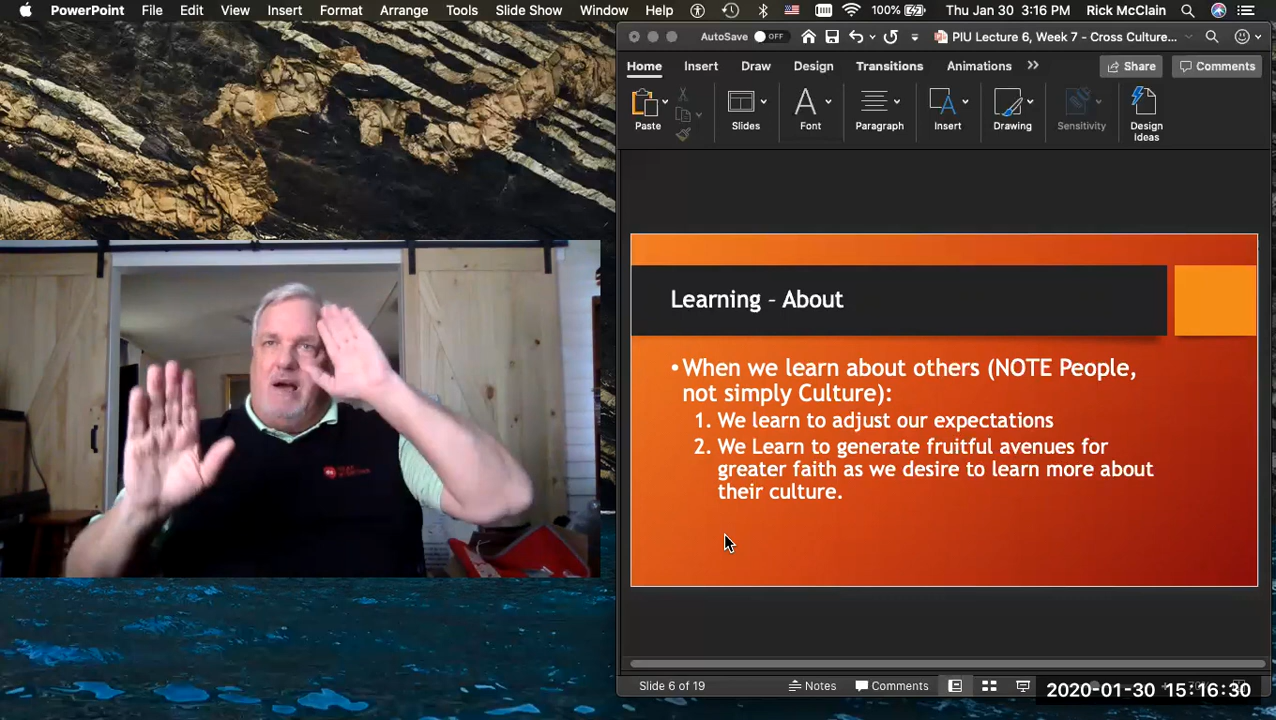 PowerPoint File Edit View Insert Format Arrange Tools Slide Show Window Help 100% Thu Jan 30 3:16 PM Rick McClain
AutoSave OFF PIU Lecture 6, Week 7 - Cross Culture...
Home Insert Draw Design Transitions Animations Share Comments
Paste Slides Font Paragraph Insert Drawing Sensitivity Design Ideas
Learning – About
•When we learn about others (NOTE People,
not simply Culture):
1. We learn to adjust our expectations
2. We Learn to generate fruitful avenues for
greater faith as we desire to learn more about
their culture.
Slide 6 of 19 Notes Comments
2020-01-30 15:16:30